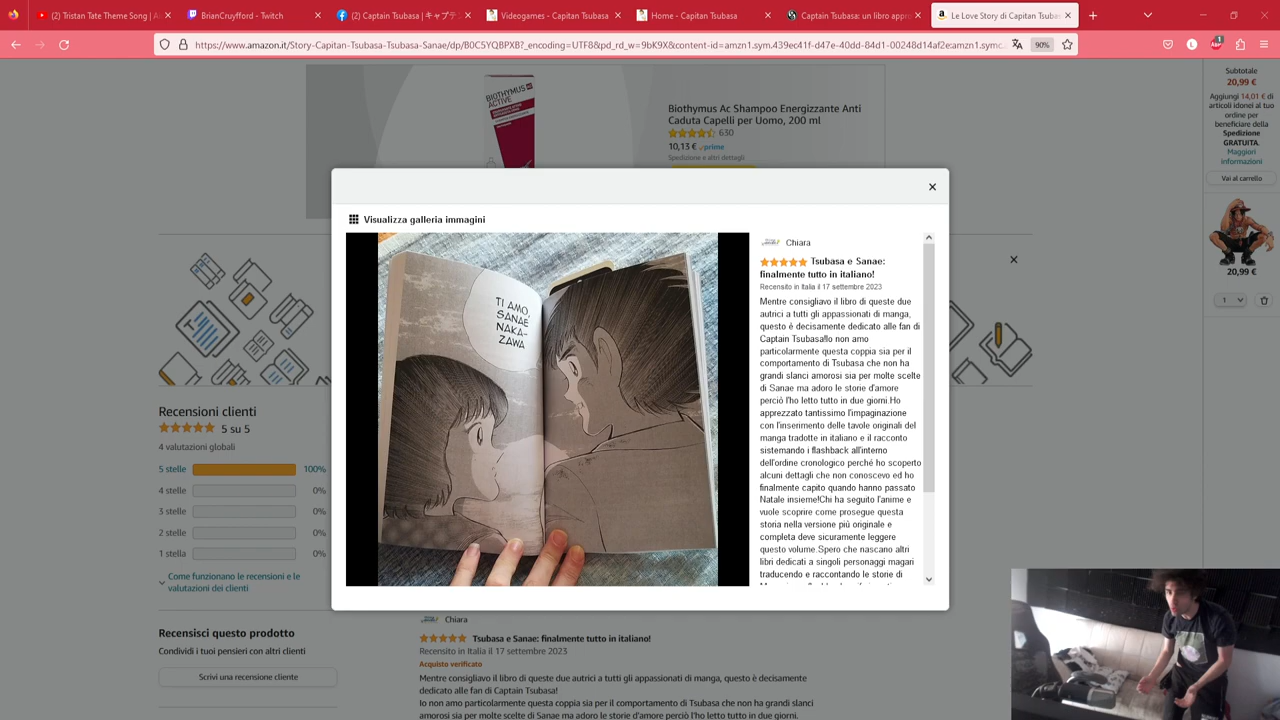 (2) Tristan Tate Theme Song | A
BrianCruyfford - Twitch
(2) Captain Tsubasa | キャプテ
Videogames - Capitan Tsubasa
Home - Capitan Tsubasa
Captain Tsubasa: un libro appr
Le Love Story di Capitan Tsubas
https://www.amazon.it/Story-Capitan-Tsubasa-Tsubasa-Sanae/dp/B0C5YQBPXB?_encoding=UTF8&pd_rd_w=9bK9X&content-id=amzn1.sym.439ec41f-d47e-40dd-84d1-00248d14af2e:amzn1.symc
90%
BIOTHYMUS
ACTIVE
Biothymus Ac Shampoo Energizzante Anti
Caduta Capelli per Uomo, 200 ml
630
10,13 € prime
Spedizione e altri dettagli
Subtotale
20,99 €
Aggiungi 14,01 € di
articoli idonei al tuo
ordine per
beneficiare della
Spedizione
GRATUITA.
Maggiori
informazioni
Vai al carrello
20,99 €
1
Visualizza galleria immagini
TI AMO,
SANAE
NAKA-
ZAWA
Chiara
Tsubasa e Sanae:
finalmente tutto in italiano!
Recensito in Italia il 17 settembre 2023
Mentre consigliavo il libro di queste due
autrici a tutti gli appassionati di manga,
questo è decisamente dedicato alle fan di
Captain Tsubasa!Io non amo
particolarmente questa coppia sia per il
comportamento di Tsubasa che non ha
grandi slanci amorosi sia per molte scelte
di Sanae ma adoro le storie d'amore
perciò l'ho letto tutto in due giorni.Ho
apprezzato tantissimo l'impaginazione
con l'inserimento delle tavole originali del
manga tradotte in italiano e il racconto
sistemando i flashback all'interno
dell'ordine cronologico perché ho scoperto
alcuni dettagli che non conoscevo ed ho
finalmente capito quando hanno passato
Natale insieme!Chi ha seguito l'anime e
vuole scoprire come prosegue questa
storia nella versione più originale e
completa deve sicuramente leggere
questo volume.Spero che nascano altri
libri dedicati a singoli personaggi magari
traducendo e raccontando le storie di
Recensioni clienti
5 su 5
4 valutazioni globali
5 stelle 100%
4 stelle 0%
3 stelle 0%
2 stelle 0%
1 stella 0%
Come funzionano le recensioni e le
valutazioni dei clienti
Recensisci questo prodotto
Condividi i tuoi pensieri con altri clienti
Scrivi una recensione cliente
Chiara
Tsubasa e Sanae: finalmente tutto in italiano!
Recensito in Italia il 17 settembre 2023
Acquisto verificato
Mentre consigliavo il libro di queste due autrici a tutti gli appassionati di manga, questo è decisamente
dedicato alle fan di Captain Tsubasa!
Io non amo particolarmente questa coppia sia per il comportamento di Tsubasa che non ha grandi slanci
amorosi sia per molte scelte di Sanae ma adoro le storie d'amore perciò l'ho letto tutto in due giorni.